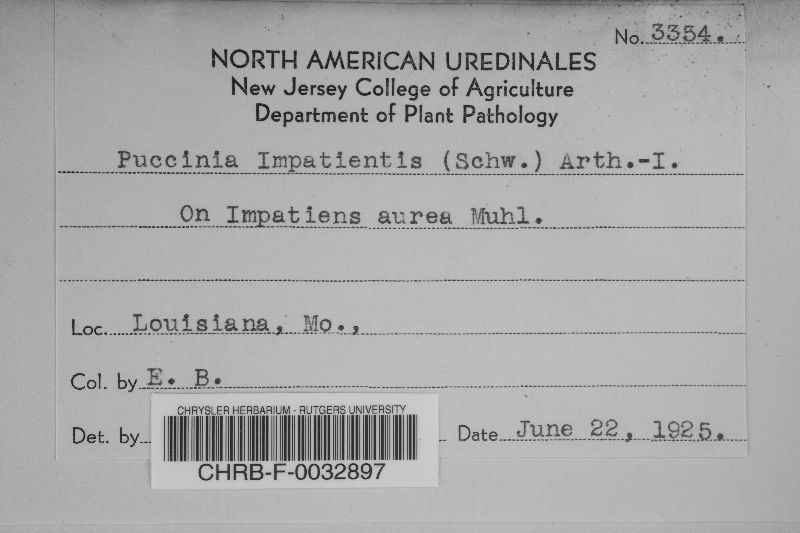 No. 3354.
NORTH AMERICAN UREDINALES
New Jersey College of Agriculture
Department of Plant Pathology
Puccinia Impatientis (Schw.) Arth.-I.
On Impatiens aurea Muhl.
Loc. Louisiana, Mo.,
Col. by E. B.
Det. by Date June 22, 1925.
CHRYSLER HERBARIUM - RUTGERS UNIVERSITY
CHRB-F-0032897